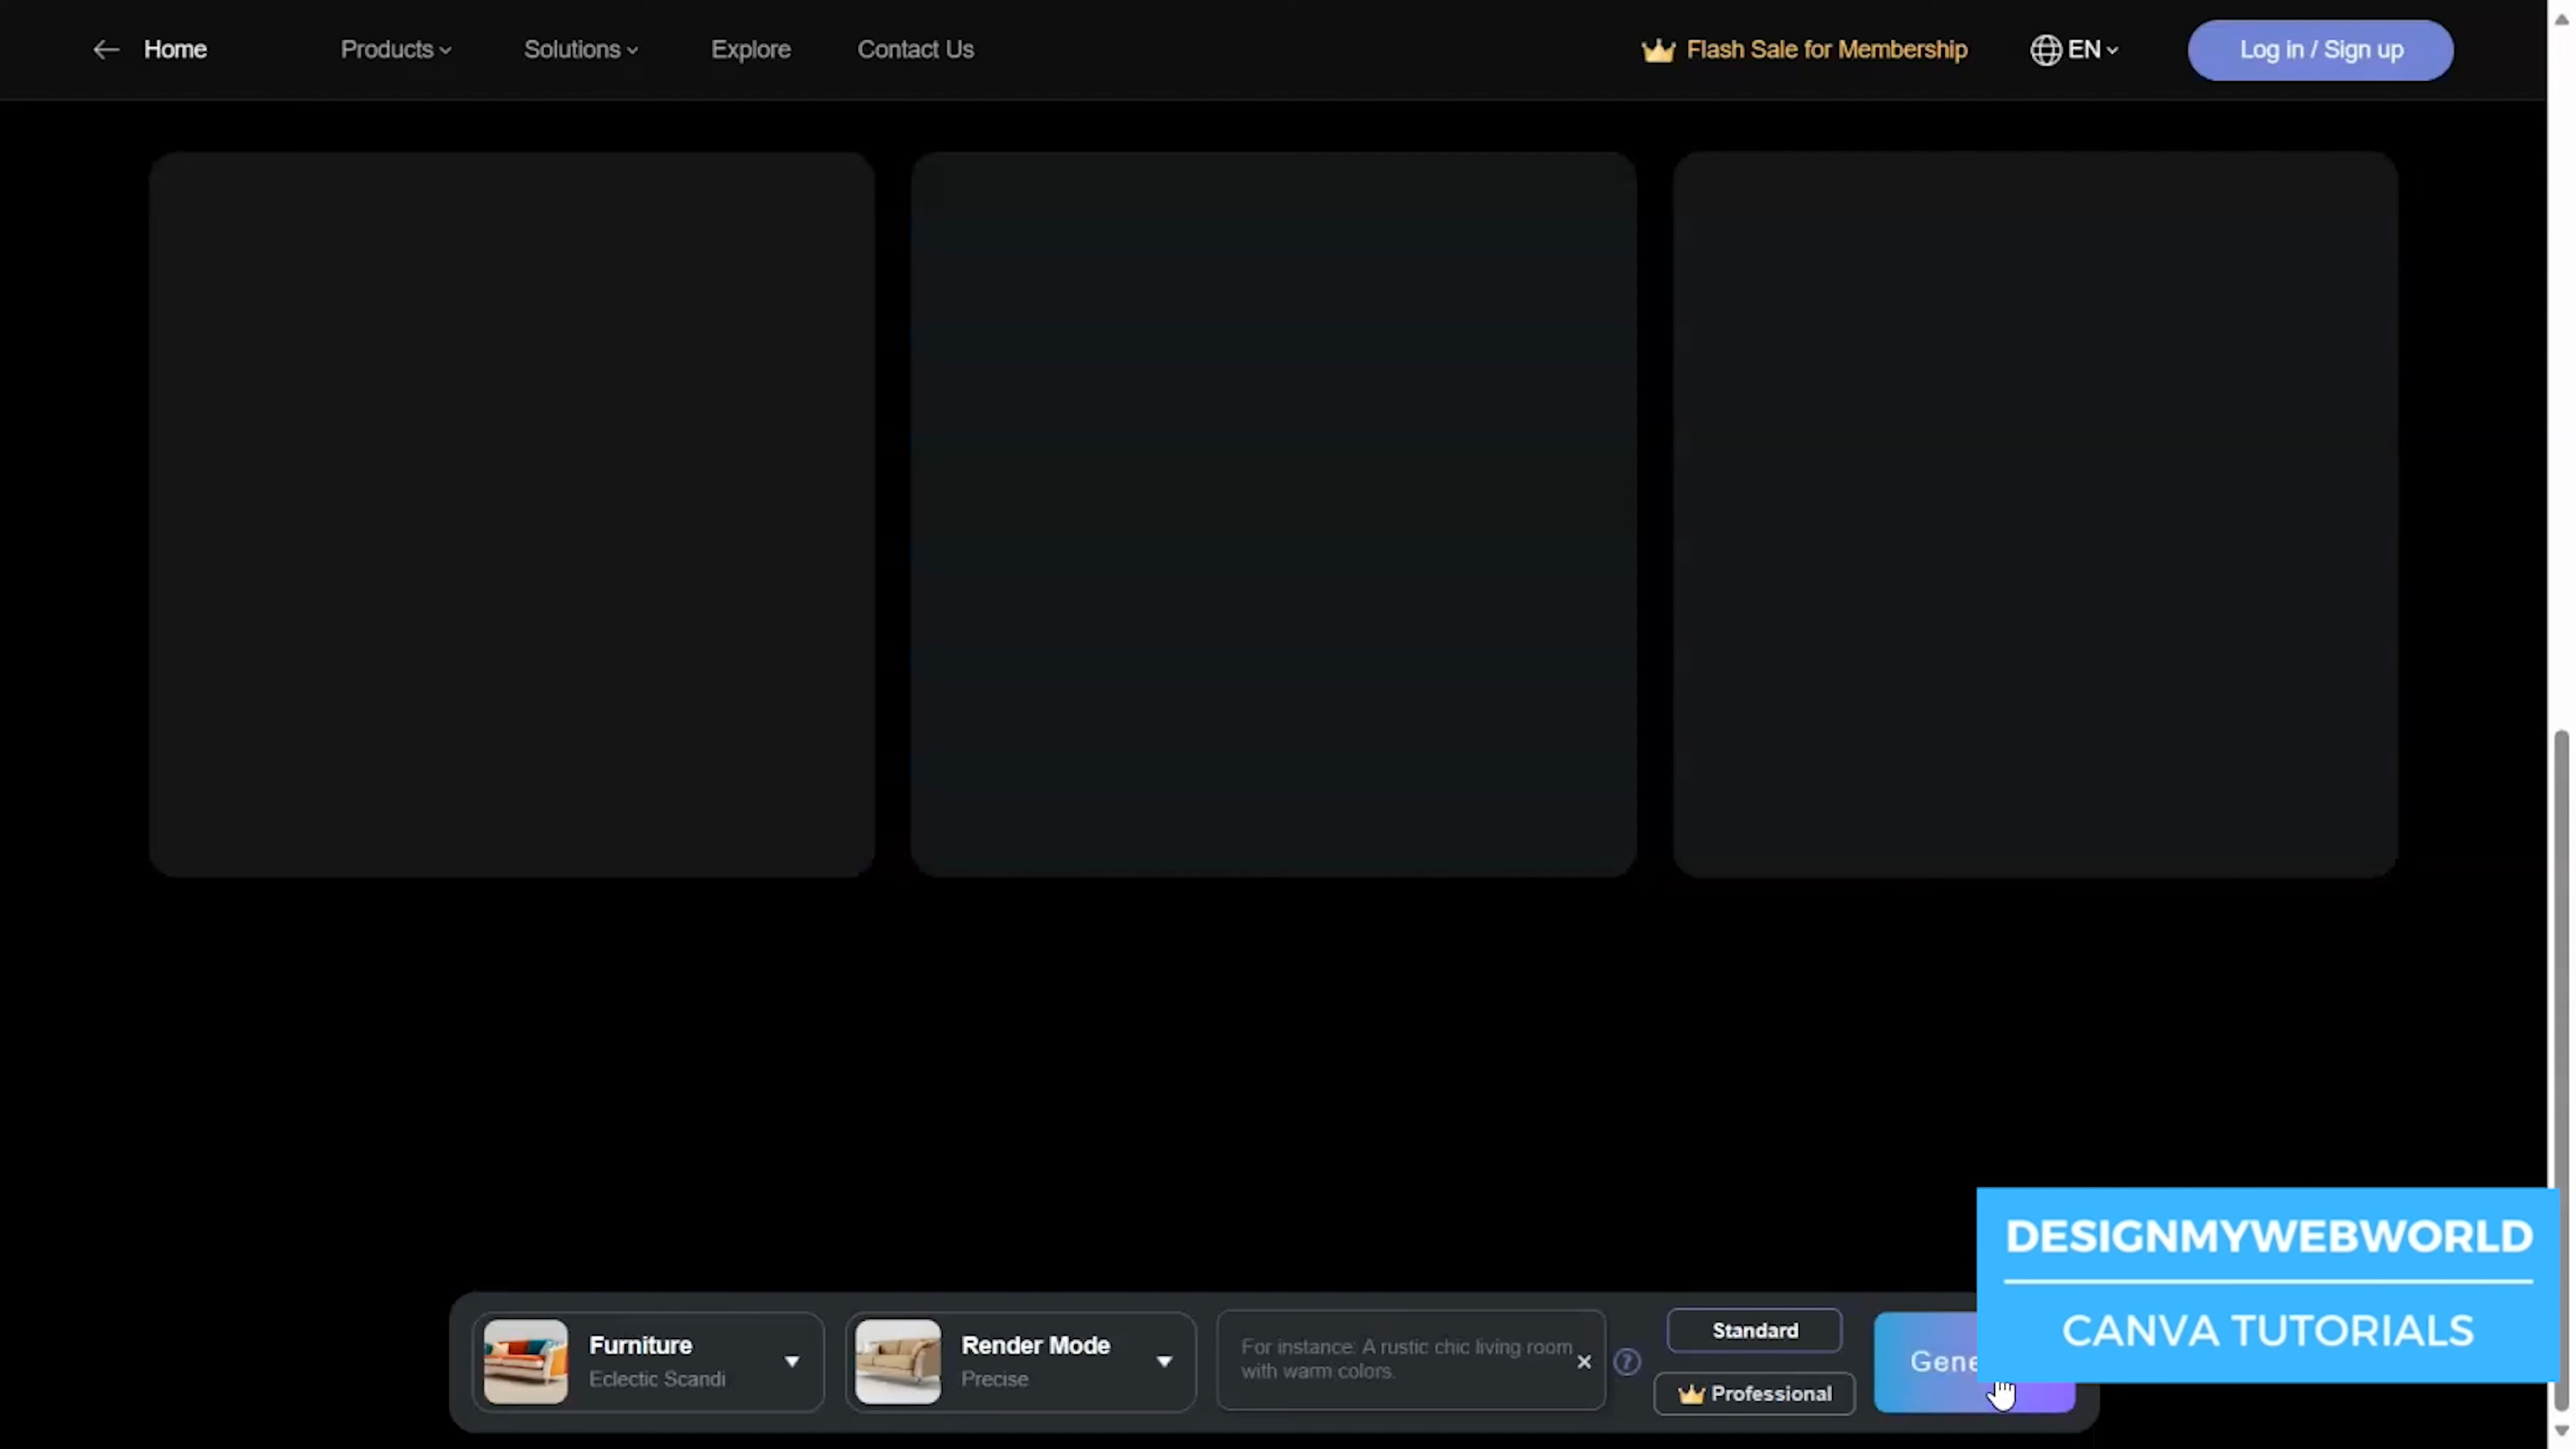 Home
Products
Solutions
Explore
Contact Us
Flash Sale for Membership
EN
Log in / Sign up
DESIGNMYWEBWORLD
CANVA TUTORIALS
Furniture
Eclectic Scandi
Render Mode
Precise
For instance: A rustic chic living room
with warm colors.
?
Standard
Professional
Gene